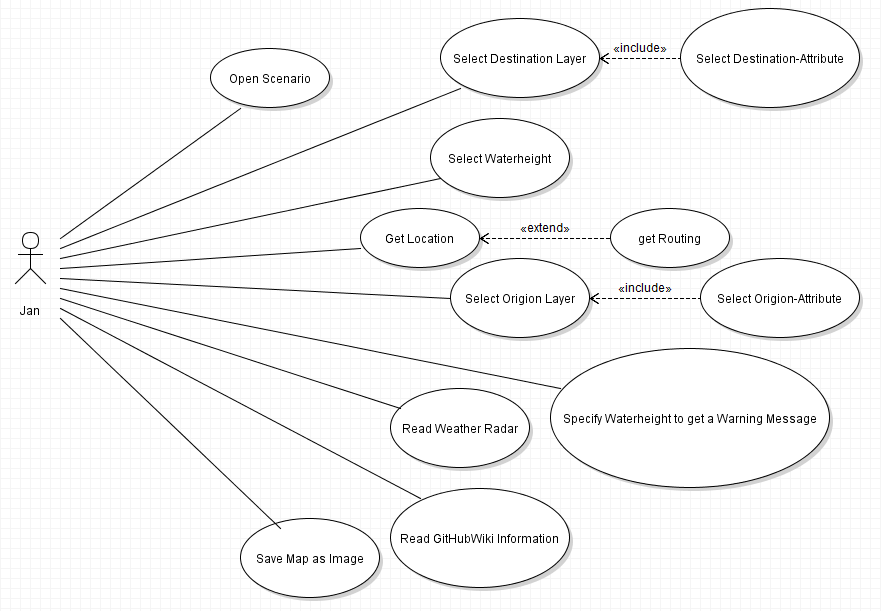 Select Destination Layer
«include»
Select Destination-Attribute
Open Scenario
Select Waterheight
Get Location
«extend»
get Routing
Jan
Select Origion Layer
«include»
Select Origion-Attribute
Specify Waterheight to get a Warning Message
Read Weather Radar
Read GitHubWiki Information
Save Map as Image